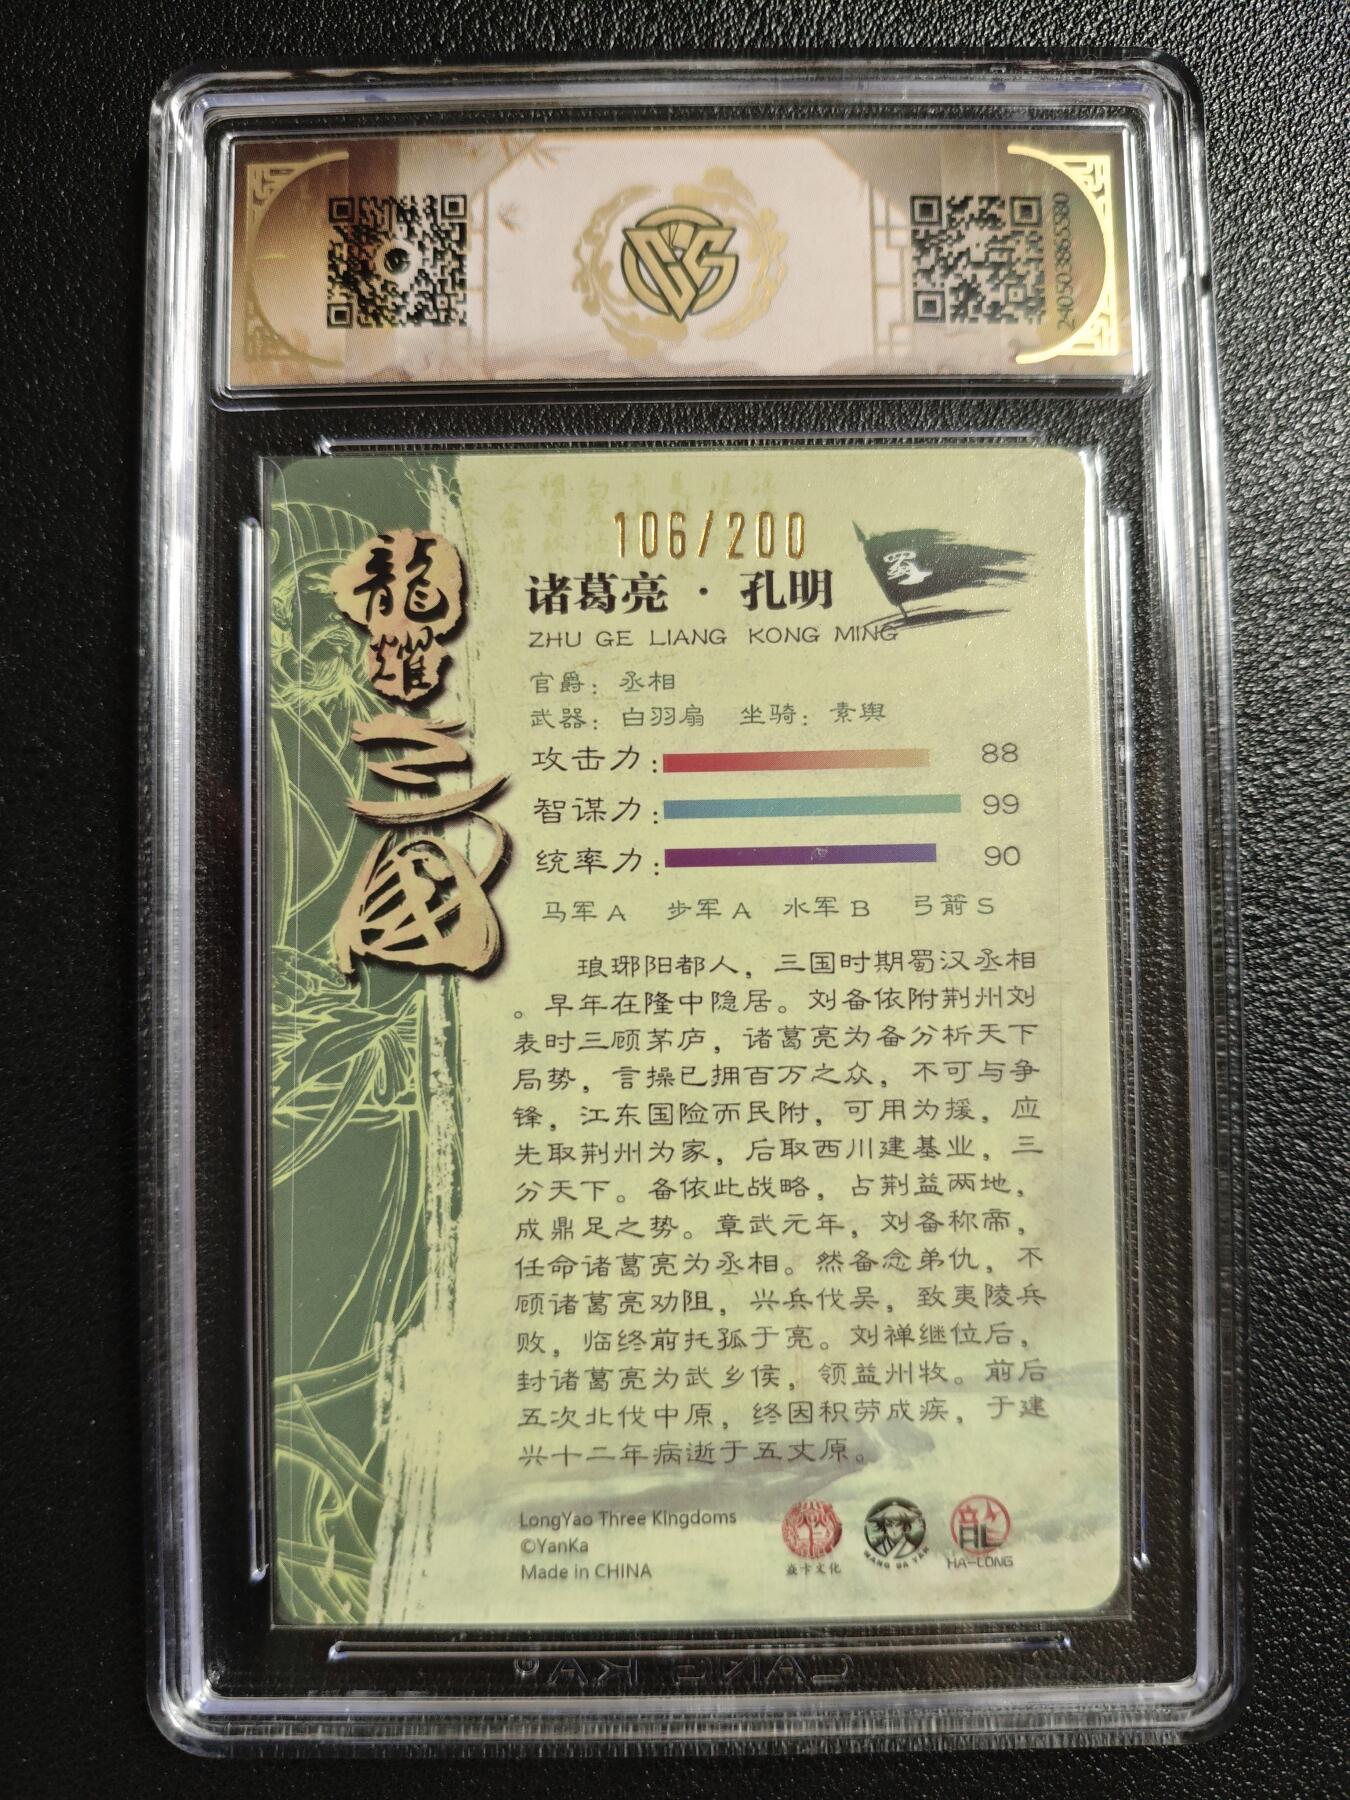 2405038865580
106/200
龍耀三國
蜀
诸葛亮 · 孔明
ZHU GE LIANG KONG MING
官爵：丞相
武器：白羽扇 坐骑：素舆
攻击力： 88
智谋力： 99
统率力： 90
马军A 步军A 水军B 弓箭S
琅琊阳都人，三国时期蜀汉丞相
。早年在隆中隐居。刘备依附荆州刘
表时三顾茅庐，诸葛亮为备分析天下
局势，言操已拥百万之众，不可与争
锋，江东国险而民附，可用为援，应
先取荆州为家，后取西川建基业，三
分天下。备依此战略，占荆益两地，
成鼎足之势。章武元年，刘备称帝，
任命诸葛亮为丞相。然备念弟仇，不
顾诸葛亮劝阻，兴兵伐吴，致夷陵兵
败，临终前托孤于亮。刘禅继位后，
封诸葛亮为武乡侯，领益州牧。前后
五次北伐中原，终因积劳成疾，于建
兴十二年病逝于五丈原。
LongYao Three Kingdoms
©YanKa
Made in CHINA
焱卡文化
WANG DA YAN
HA-LONG